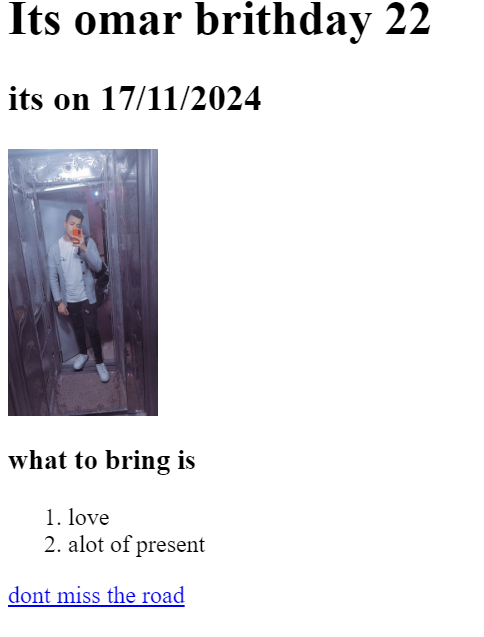 Its omar brithday 22
its on 17/11/2024
what to bring is
1. love
2. alot of present
dont miss the road